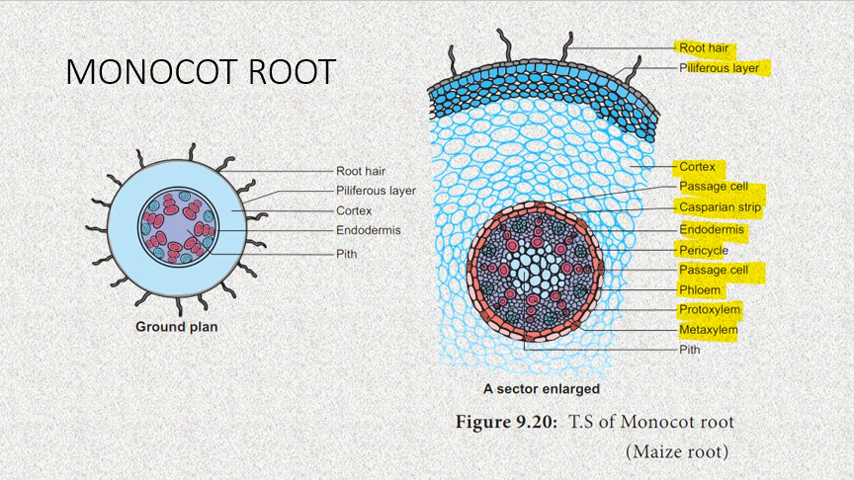 MONOCOT ROOT
Root hair
Piliferous layer
Cortex
Endodermis
Pith
Ground plan
Root hair
Piliferous layer
Cortex
Passage cell
Casparian strip
Endodermis
Pericycle
Passage cell
Phloem
Protoxylem
Metaxylem
Pith
A sector enlarged
Figure 9.20: T.S of Monocot root
(Maize root)